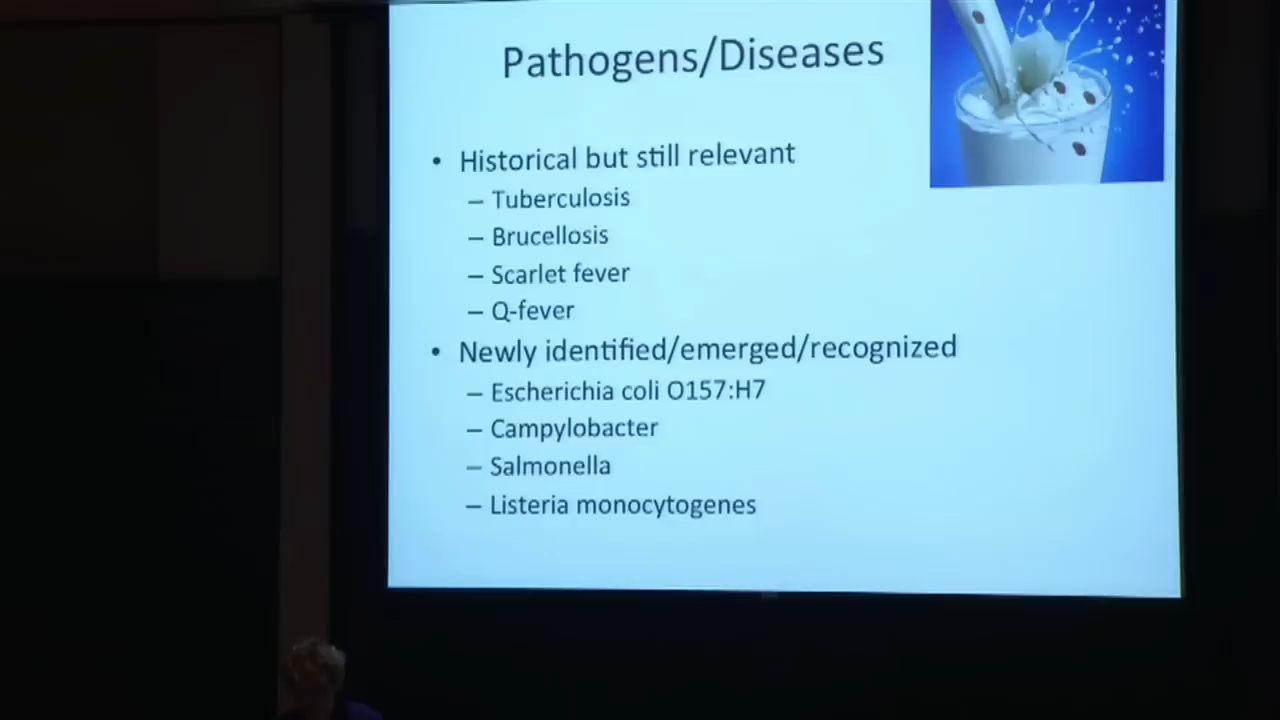 Pathogens/Diseases
• Historical but still relevant
– Tuberculosis
– Brucellosis
– Scarlet fever
– Q-fever
• Newly identified/emerged/recognized
– Escherichia coli O157:H7
– Campylobacter
– Salmonella
– Listeria monocytogenes